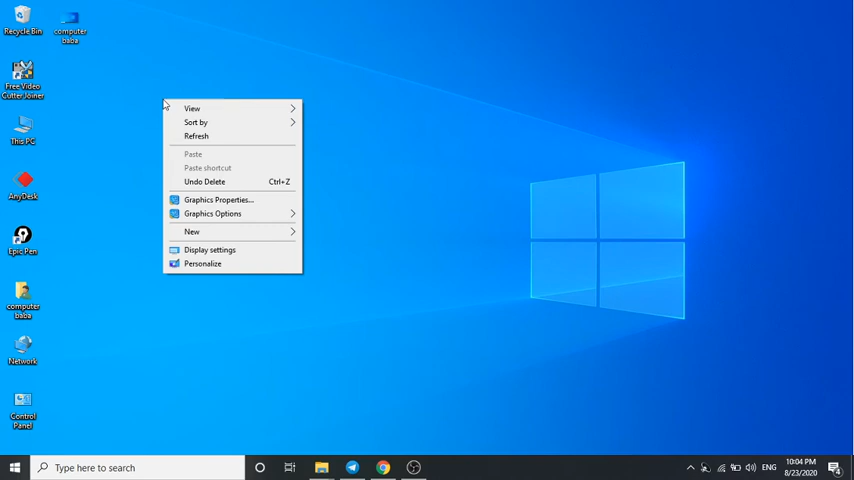 Recycle Bin
computer
baba
Free Video
Cutter Joiner
This PC
AnyDesk
Epic Pen
computer
baba
Network
Control
Panel
View
Sort by
Refresh
Paste
Paste shortcut
Undo Delete Ctrl+Z
Graphics Properties...
Graphics Options
New
Display settings
Personalize
Type here to search
ENG
10:04 PM
8/23/2020
4